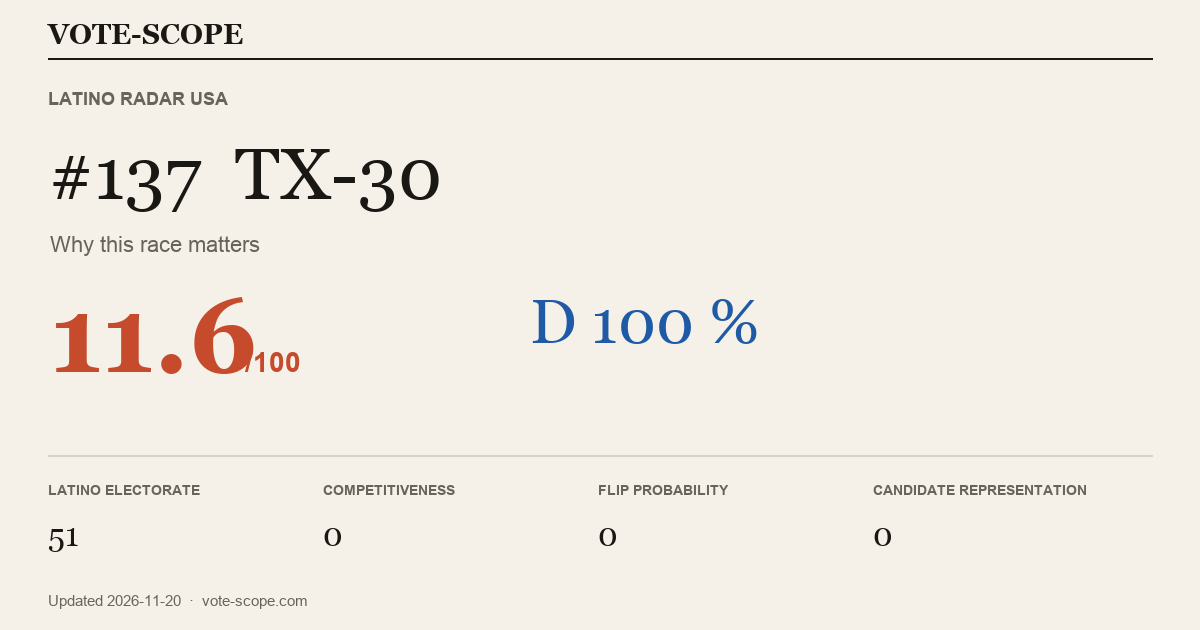 VOTE-SCOPE
LATINO RADAR USA
#137 TX-30
Why this race matters
11.6/100
D 100 %
LATINO ELECTORATE
COMPETITIVENESS
FLIP PROBABILITY
CANDIDATE REPRESENTATION
51
0
0
0
Updated 2026-11-20 · vote-scope.com